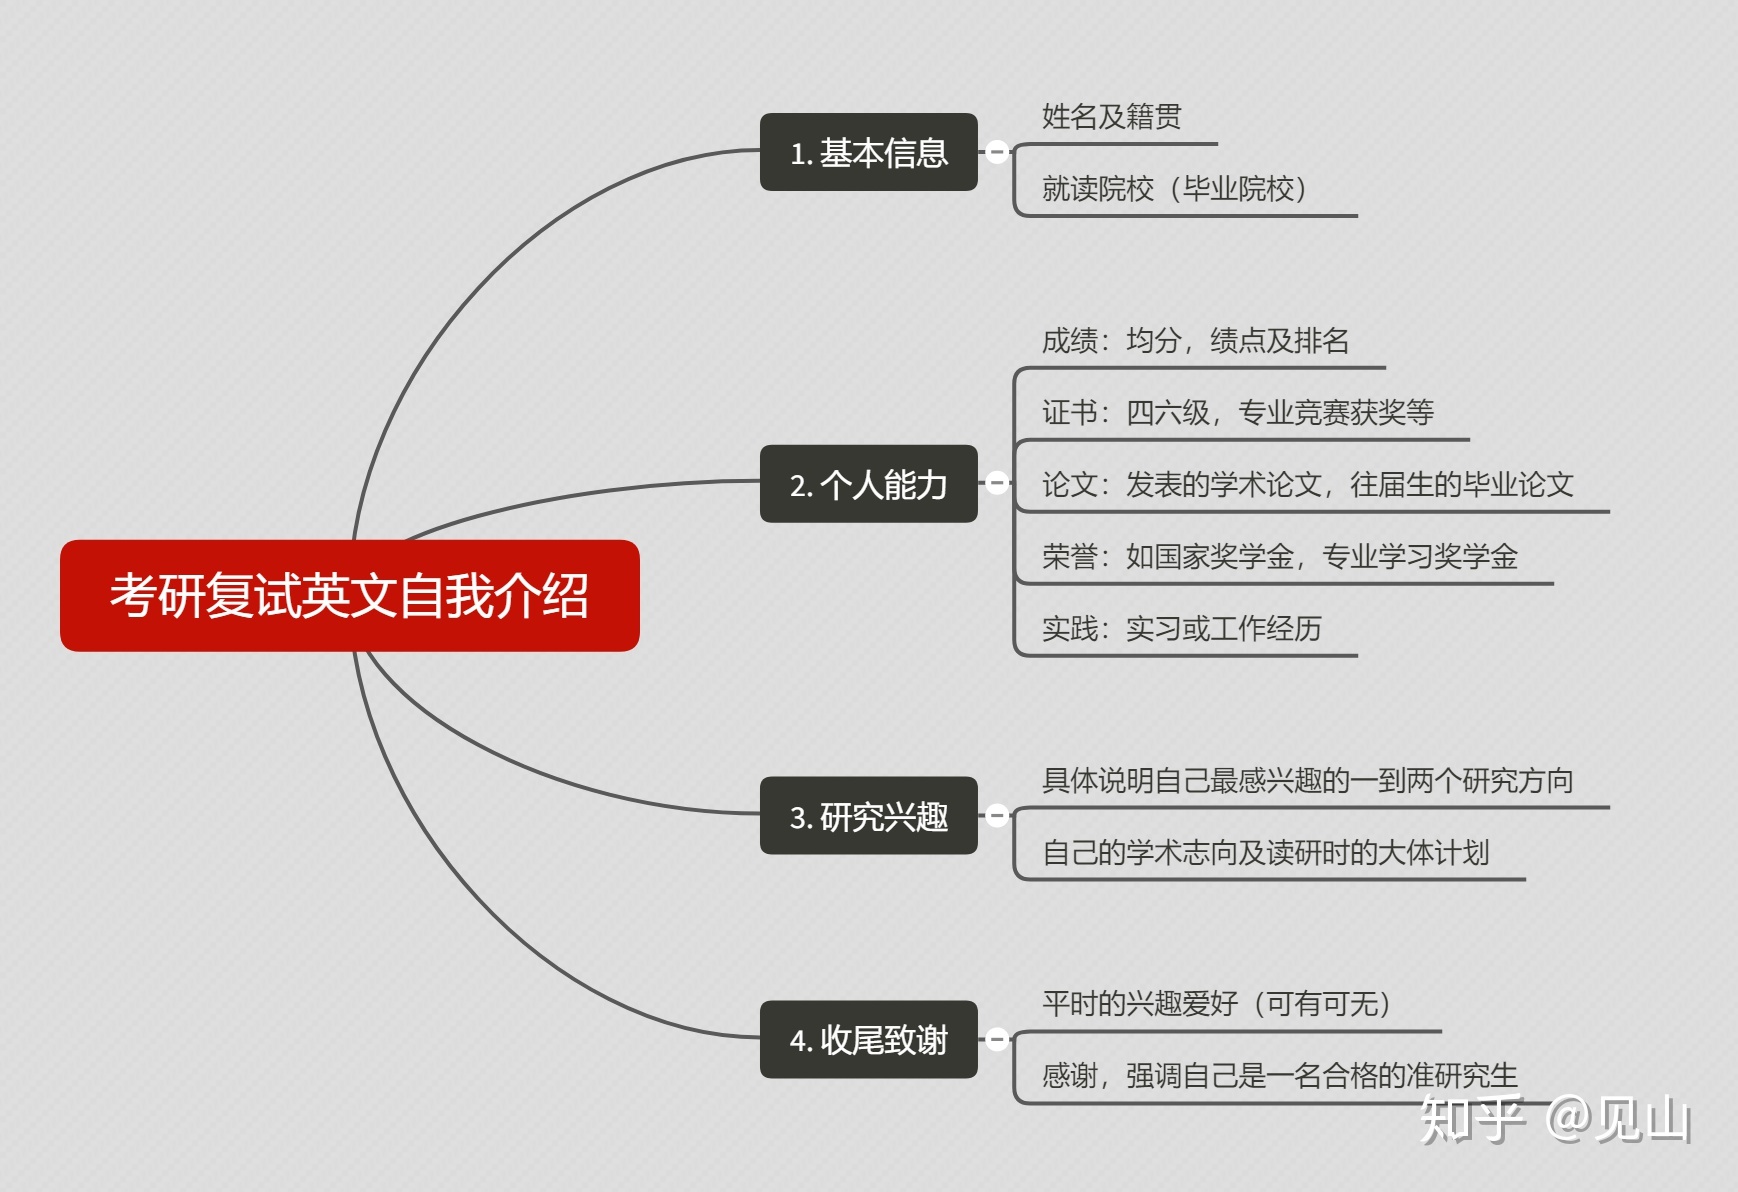 考研复试英文自我介绍
1. 基本信息
姓名及籍贯
就读院校（毕业院校）
2. 个人能力
成绩：均分，绩点及排名
证书：四六级，专业竞赛获奖等
论文：发表的学术论文，往届生的毕业论文
荣誉：如国家奖学金，专业学习奖学金
实践：实习或工作经历
3. 研究兴趣
具体说明自己最感兴趣的一到两个研究方向
自己的学术志向及读研时的大体计划
4. 收尾致谢
平时的兴趣爱好（可有可无）
感谢，强调自己是一名合格的准研究生
知乎 @见山